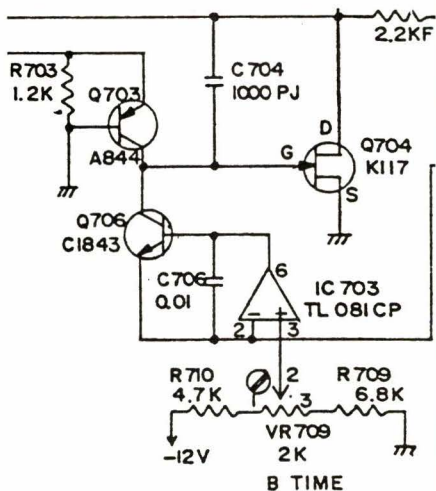 2.2KF
R703
1.2K
Q703
A844
C704
1000 PJ
D
G
S
Q704
K117
Q706
C1843
C706
0.01
6
IC 703
TL 081CP
2
3
R710
4.7K
2
3
R709
6.8K
-12V
VR709
2K
B TIME
-
+